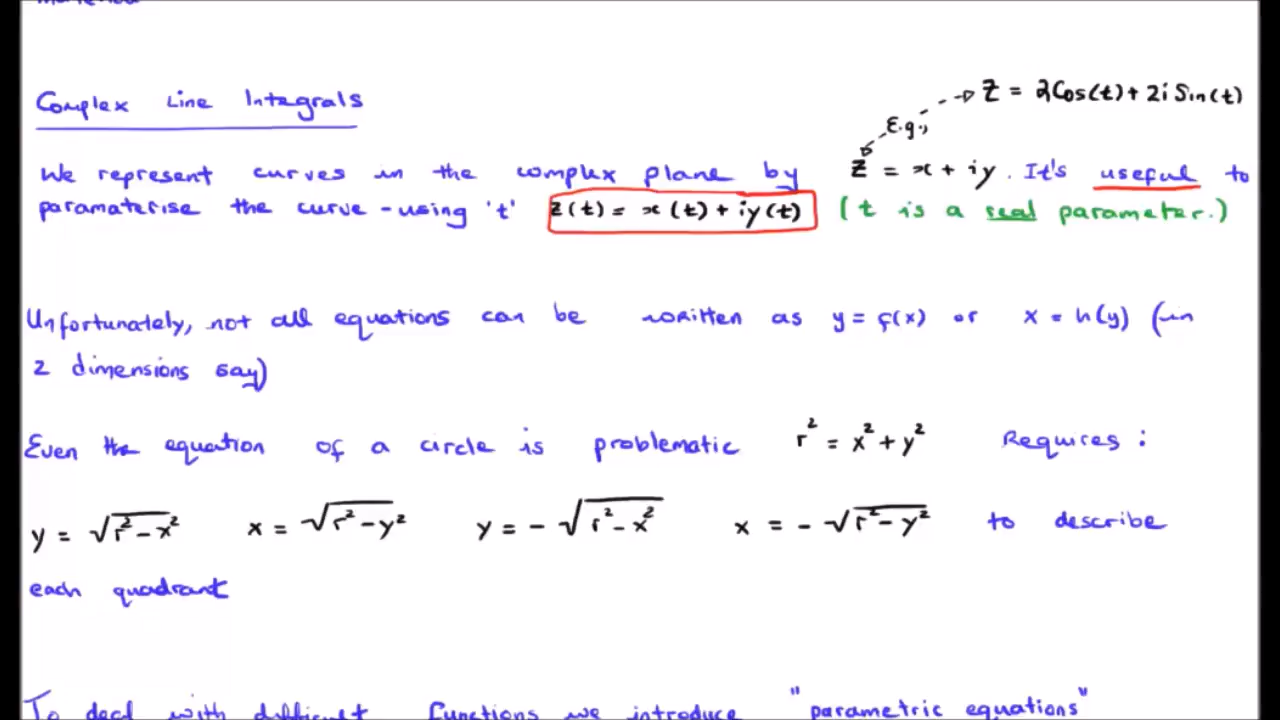 Complex Line Integrals
Z = 2Cos(t) + 2i Sin(t)
E.g.,
We represent curves in the complex plane by Z = x + iy. It's useful to
paramaterise the curve - using 't' z(t) = x(t) + iy(t) (t is a real parameter.)
Unfortunately, not all equations can be written as y = f(x) or x = h(y) (in
2 dimensions say)
Even the equation of a circle is problematic r² = x² + y² Requires:
y = √(r² - x²) x = √(r² - y²) y = - √(r² - x²) x = - √(r² - y²) to describe
each quadrant
To deal with difficult functions we introduce "parametric equations"